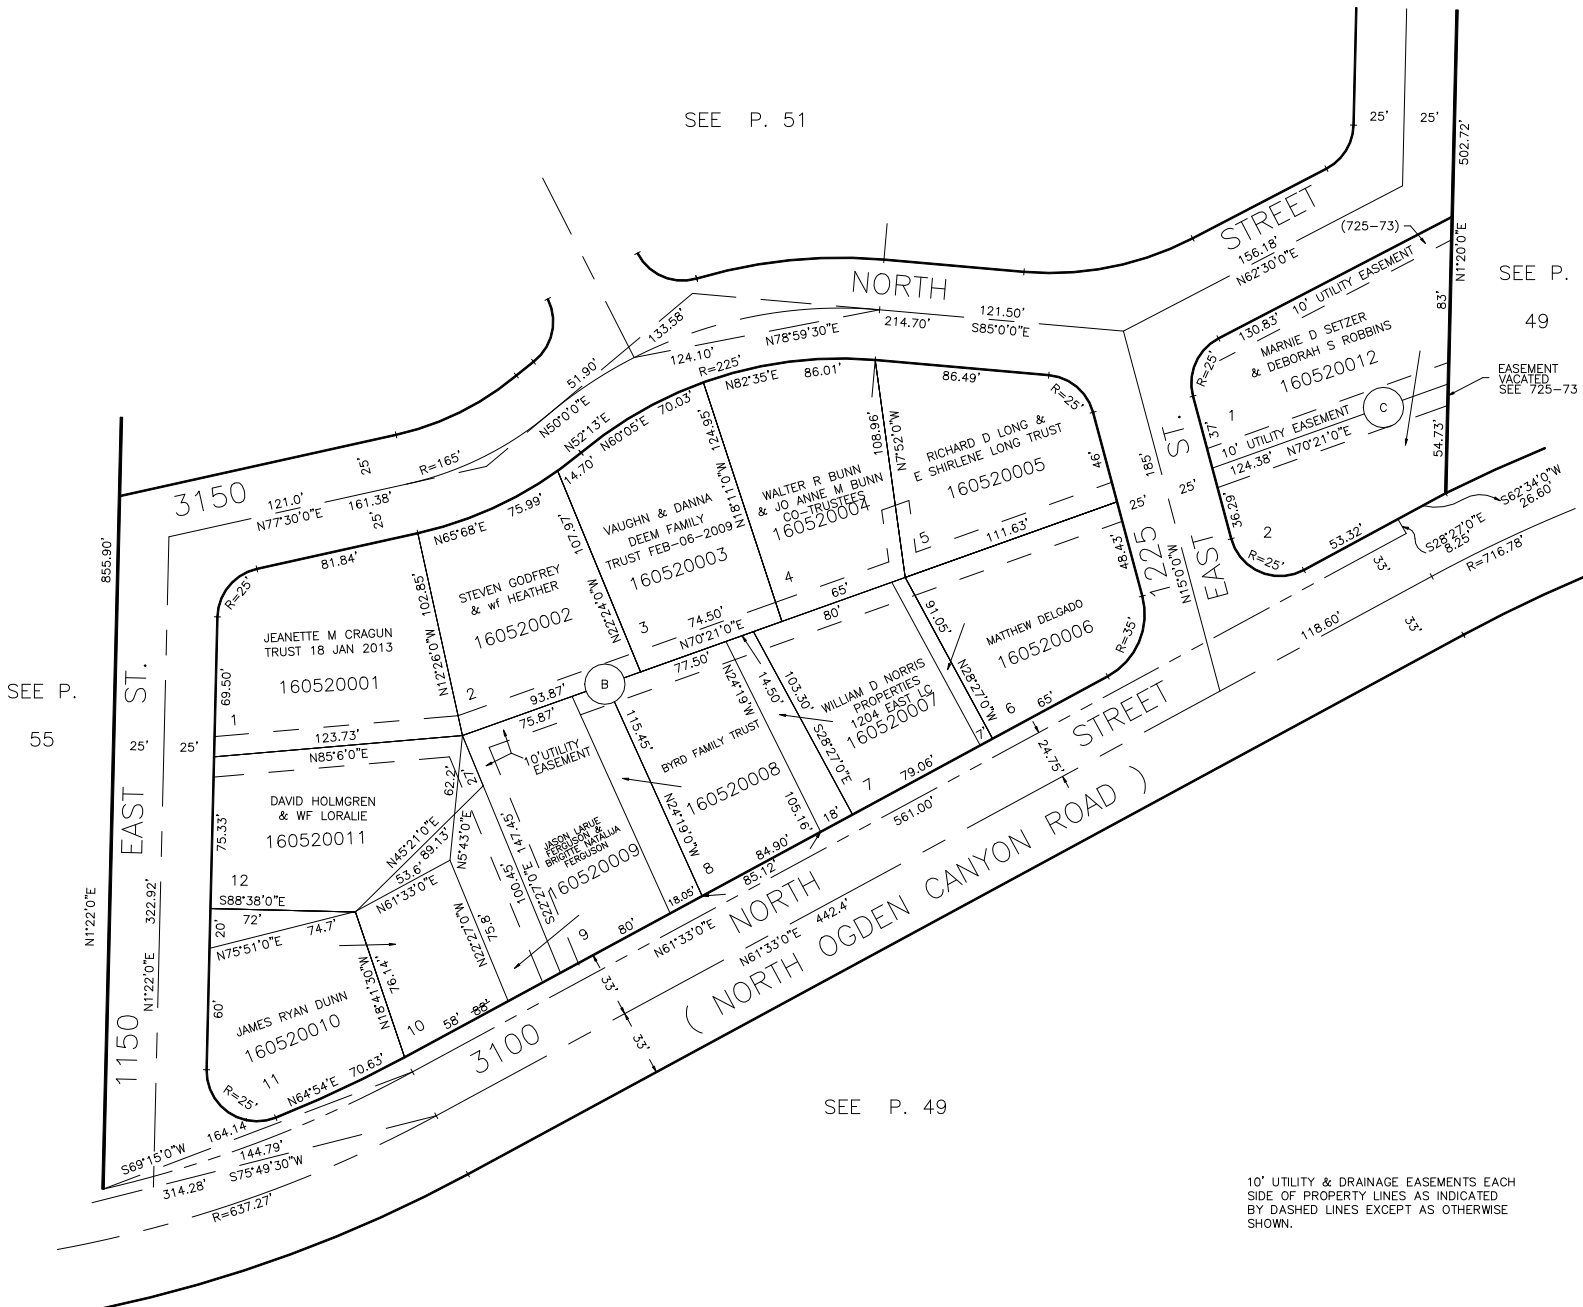 SEE P. 51
25'
25'
502.72'
STREET
(725-73)
156.18'
N62°30'0"E
N1°20'0"E
SEE P.
49
NORTH
121.50'
S85°0'0"E
214.70'
N78°59'30"E
133.58'
124.10'
51.90'
N50°0'0"E
R=225'
N82°35'E
86.01'
86.49'
R=25'
N52°13'E
14.70'
N60°05'E
70.03'
R=165'
10' UTILITY EASEMENT
130.83'
83'
MARNIE D SETZER
& DEBORAH S ROBBINS
160520012
R=25'
EASEMENT
VACATED
SEE 725-73
C
1
37'
10' UTILITY EASEMENT
124.38'
N70°21'0"E
54.73'
36.29'
2
R=25'
53.32'
S62°34'0"W
26.60'
S28°27'0"E
8.25'
R=716.78'
33'
118.60'
33'
3150
121.0'
N77°30'0"E
161.38'
25'
25'
855.90'
81.84'
R=25'
N65°68'E
75.99'
JEANETTE M CRAGUN
TRUST 18 JAN 2013
160520001
69.50'
1
N12°26'0"W 102.85'
STEVEN GODFREY
& wf HEATHER
160520002
2
107.97'
N22°24'0"W
VAUGHN & DANNA
DEEM FAMILY
TRUST FEB-06-2009
160520003
3
124.95'
N18°11'0"W
WALTER R BUNN
& JO ANNE M BUNN
CO-TRUSTEES
160520004
4
108.96'
N7°52'0"W
RICHARD D LONG &
E SHIRLENE LONG TRUST
160520005
5
46'
111.63'
25'
185'
25'
1225
EAST ST.
N15°0'0"W
48.43'
MATTHEW DELGADO
160520006
R=35'
91.05'
N28°27'0"W
6
65'
65'
80'
74.50'
N70°21'0"E
77.50'
93.87'
B
75.87'
10' UTILITY
EASEMENT
WILLIAM D NORRIS
PROPERTIES
1204 EAST LC
160520007
103.30'
S28°27'0"E
14.50'
N24°19'W
7'
7
79.06'
24.75'
BYRD FAMILY TRUST
160520008
115.45'
N24°19'0"W
105.16'
18'
8
84.90'
85.12'
561.00'
JASON LARUE
FERGUSON &
BRIGITTE NATALIJA
FERGUSON
160520009
S22°27'0"E 147.45'
100.45'
18.05'
9
80'
123.73'
N85°6'0"E
DAVID HOLMGREN
& WF LORALIE
160520011
75.33'
12
S88°38'0"E
72'
62.2'
27'
N5°43'0"E
N45°21'0"E
89.13'
53.6'
N61°33'0"E
75.8'
N22°27'0"W
20'
N75°51'0"E
74.7'
JAMES RYAN DUNN
160520010
60'
76.14'
N18°41'30"W
10
58'
88'
11
R=25'
N64°54'E
70.63'
SEE P.
55
1150 EAST ST.
25'
25'
322.92'
N1°22'0"E
N1°22'0"E
164.14'
S69°15'0"W
144.79'
S75°49'30"W
314.28'
R=637.27'
3100 NORTH STREET
N61°33'0"E
N61°33'0"E
442.4'
33'
33'
( NORTH OGDEN CANYON ROAD )
SEE P. 49
10' UTILITY & DRAINAGE EASEMENTS EACH
SIDE OF PROPERTY LINES AS INDICATED
BY DASHED LINES EXCEPT AS OTHERWISE
SHOWN.